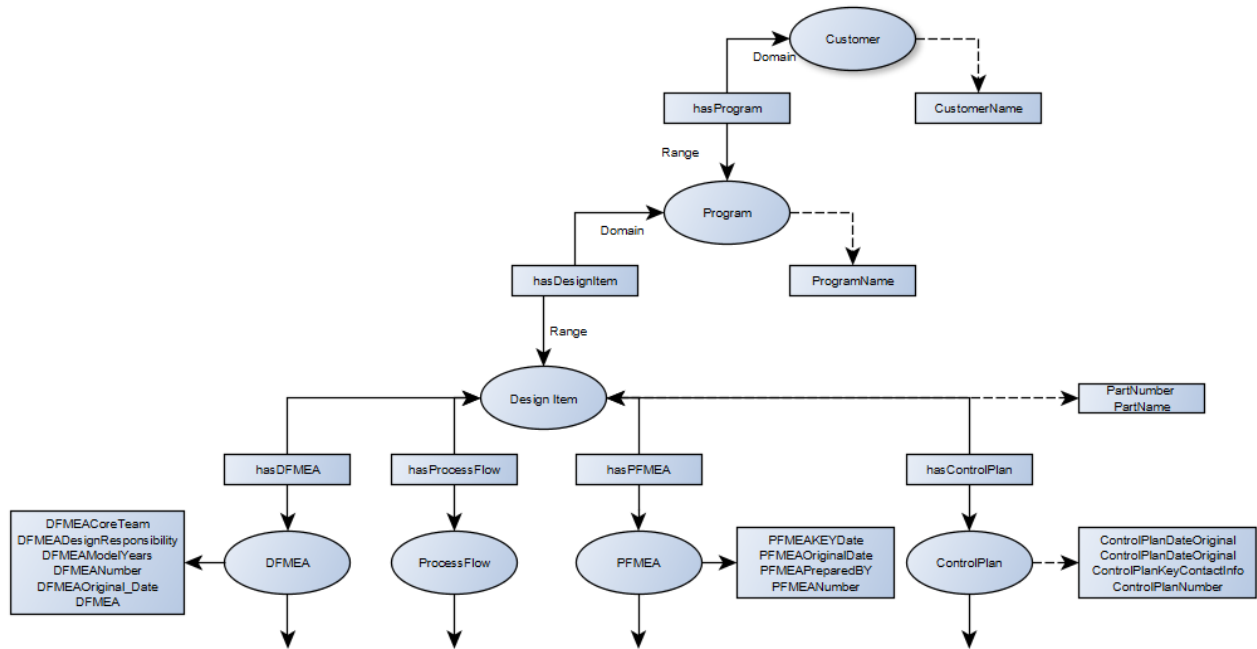 Customer
Domain
hasProgram
CustomerName
Range
Program
Domain
hasDesignItem
ProgramName
Range
Design Item
PartNumber
PartName
hasDFMEA
hasProcessFlow
hasPFMEA
hasControlPlan
DFMEACoreTeam
DFMEADesignResponsibility
DFMEAModelYears
DFMEANumber
DFMEAOriginal_Date
DFMEA
DFMEA
ProcessFlow
PFMEA
PFMEAKEYDate
PFMEAOriginalDate
PFMEAPreparedBY
PFMEANumber
ControlPlan
ControlPlanDateOriginal
ControlPlanDateOriginal
ControlPlanKeyContactInfo
ControlPlanNumber